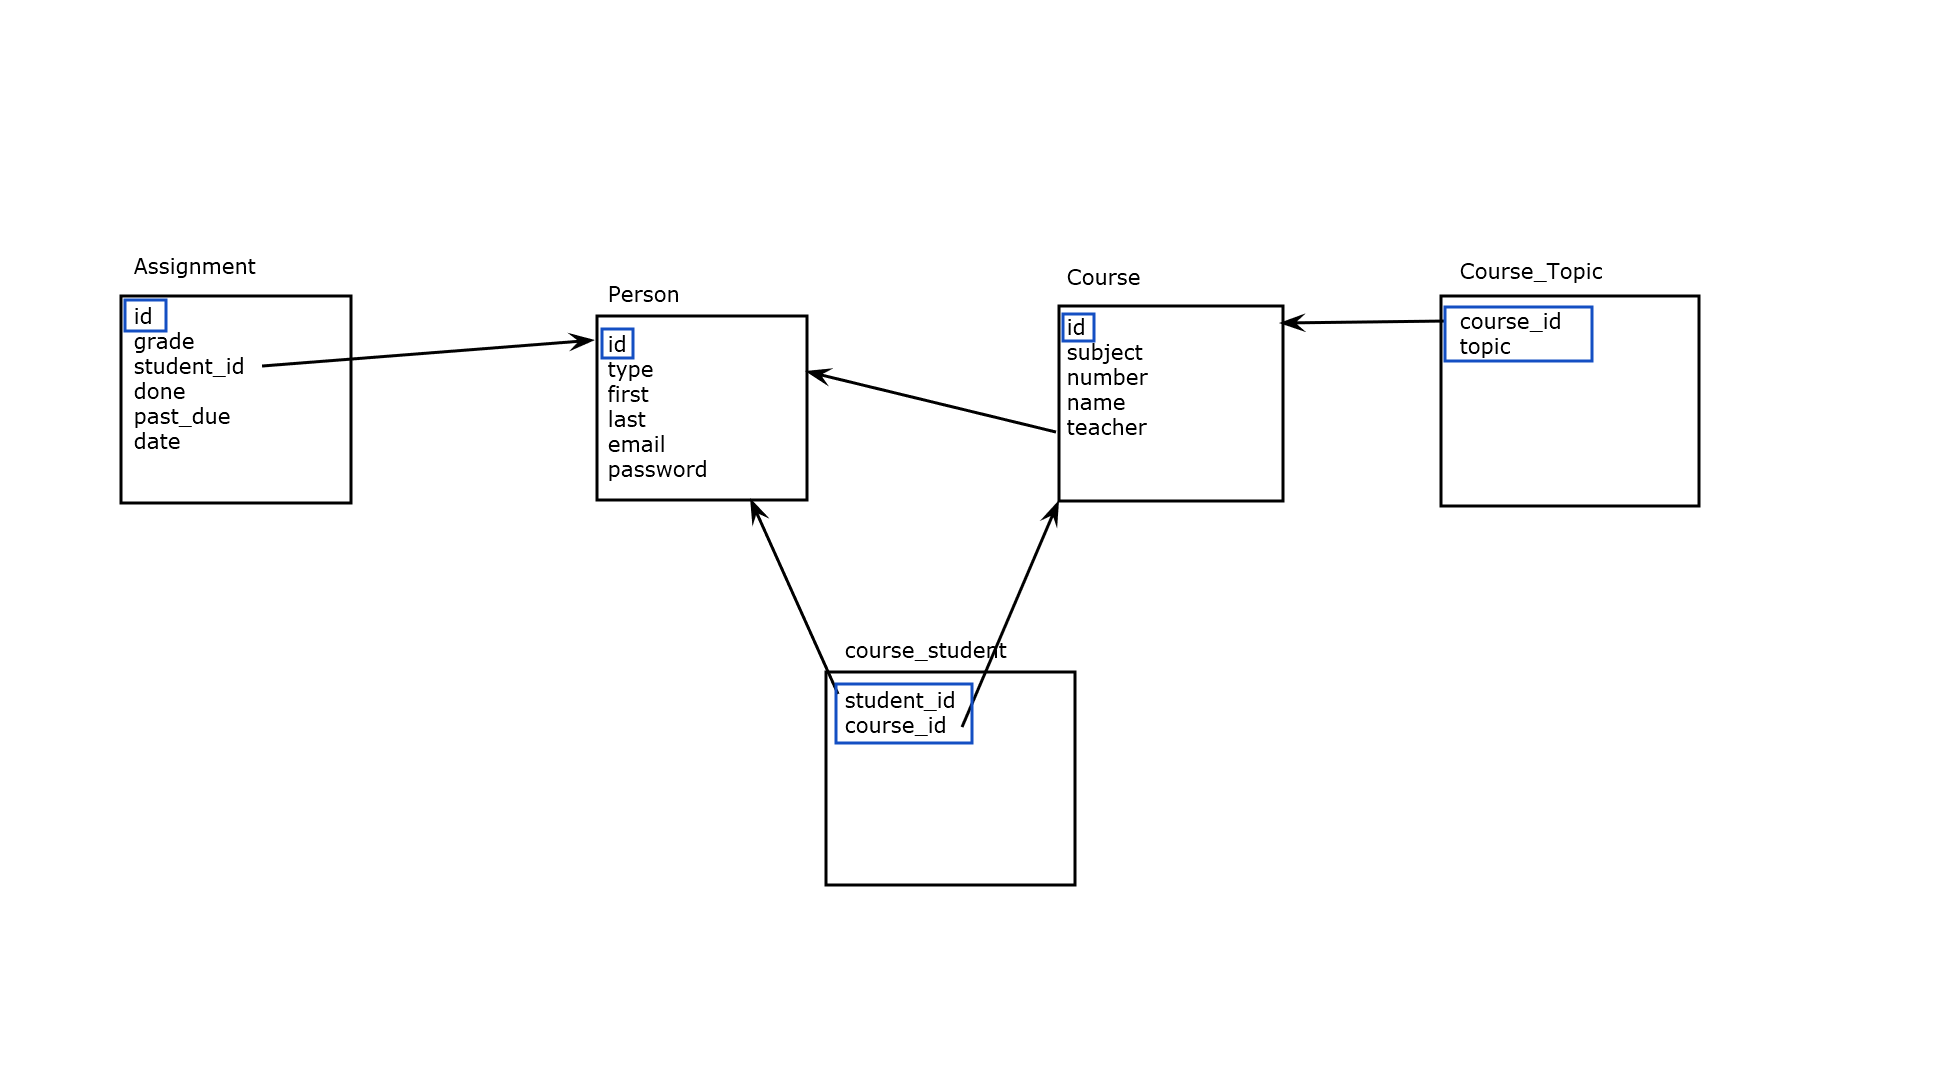 Assignment
id
grade
student_id
done
past_due
date
Person
id
type
first
last
email
password
Course
id
subject
number
name
teacher
Course_Topic
course_id
topic
course_student
student_id
course_id